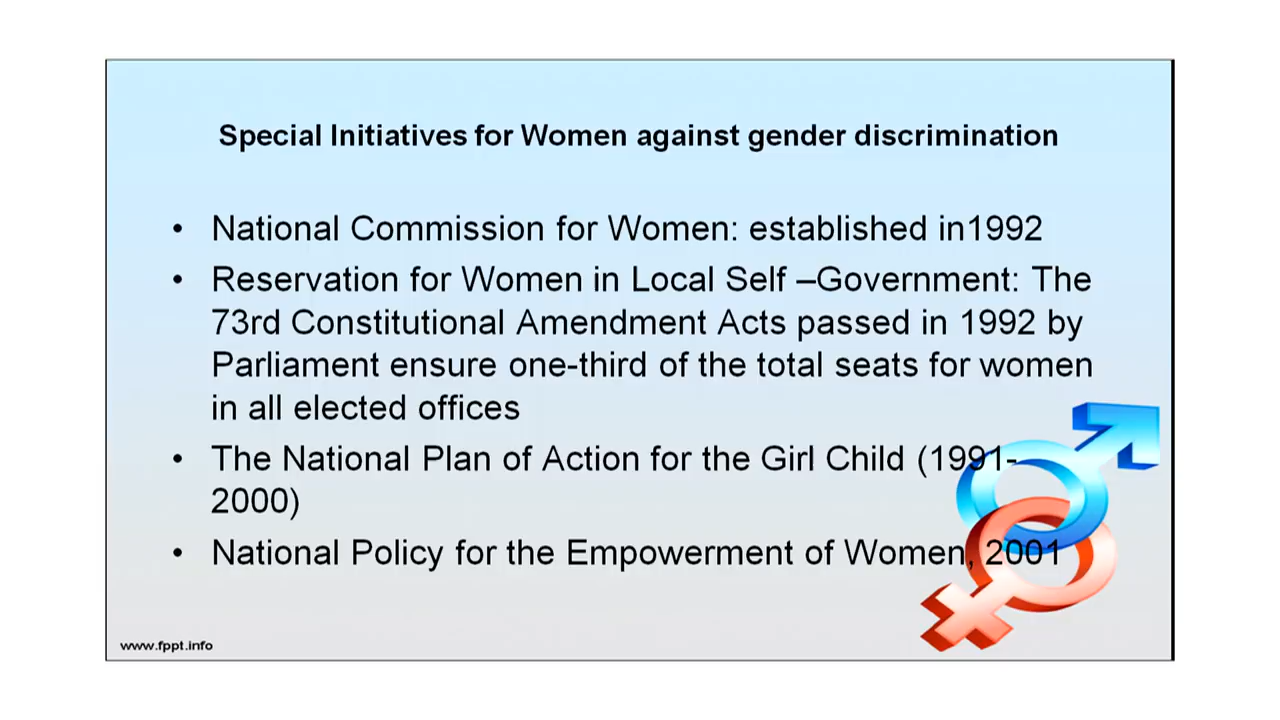 Special Initiatives for Women against gender discrimination
• National Commission for Women: established in1992
• Reservation for Women in Local Self –Government: The
73rd Constitutional Amendment Acts passed in 1992 by
Parliament ensure one-third of the total seats for women
in all elected offices
• The National Plan of Action for the Girl Child (1991-
2000)
• National Policy for the Empowerment of Women, 2001
www.fppt.info